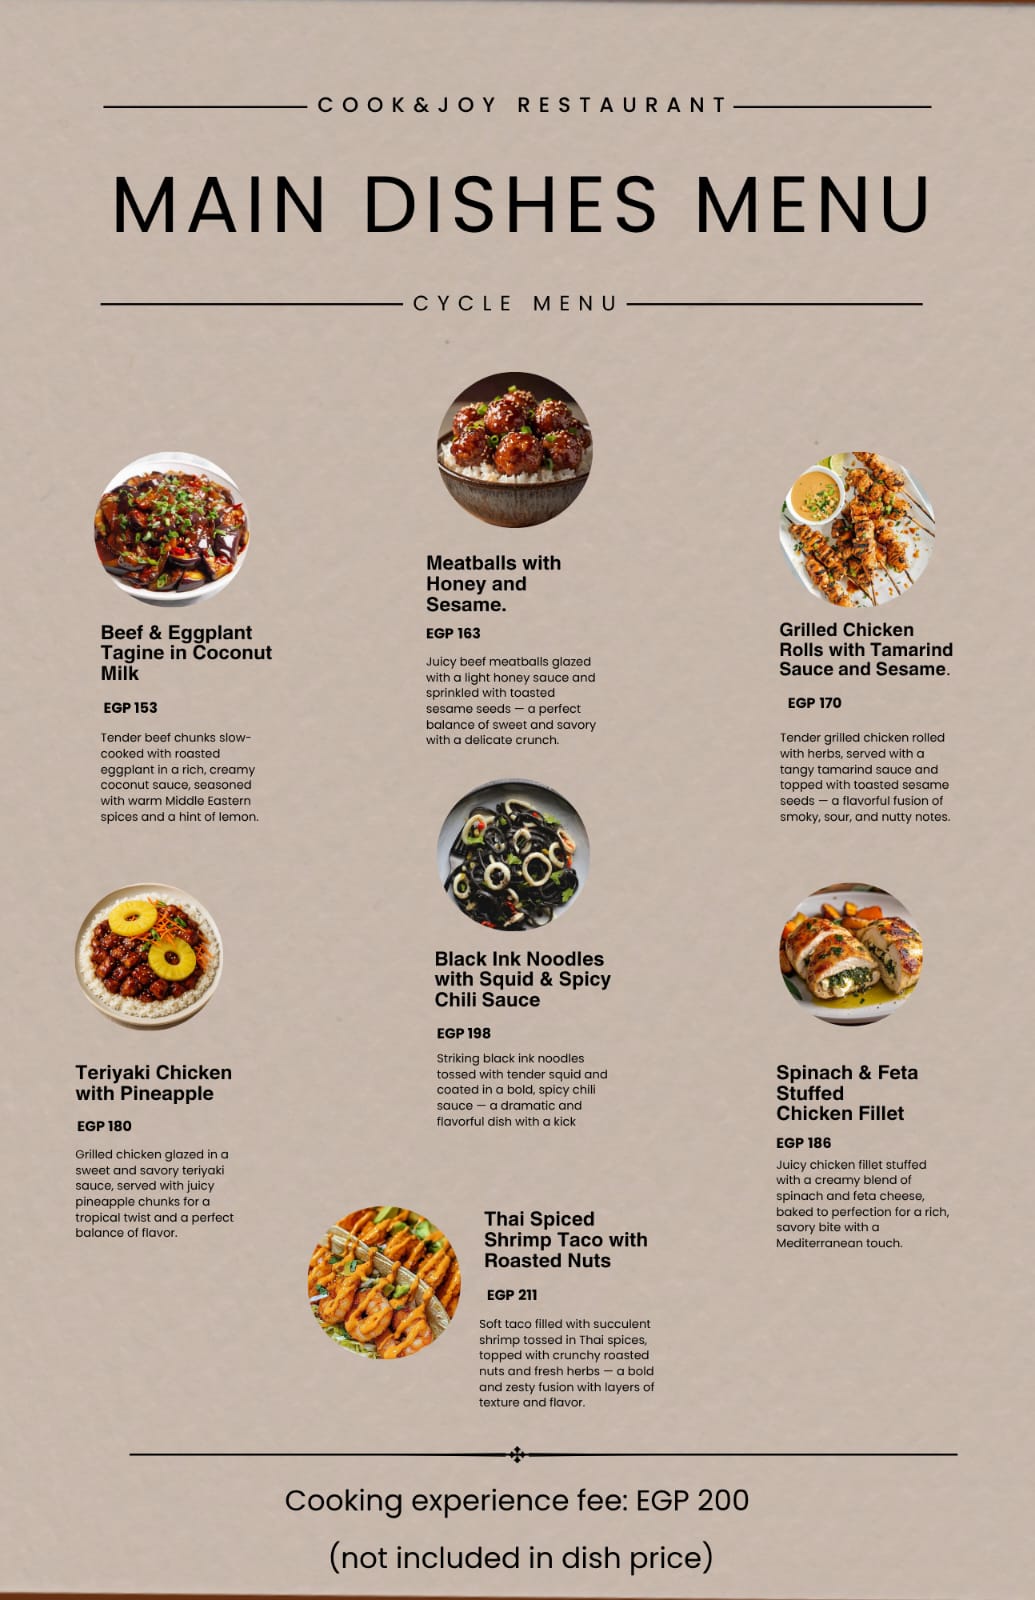 COOK&JOY RESTAURANT
MAIN DISHES MENU
CYCLE MENU
Beef & Eggplant
Tagine in Coconut
Milk
EGP 153
Tender beef chunks slow-
cooked with roasted
eggplant in a rich, creamy
coconut sauce, seasoned
with warm Middle Eastern
spices and a hint of lemon.
Meatballs with
Honey and
Sesame.
EGP 163
Juicy beef meatballs glazed
with a light honey sauce and
sprinkled with toasted
sesame seeds — a perfect
balance of sweet and savory
with a delicate crunch.
Grilled Chicken
Rolls with Tamarind
Sauce and Sesame.
EGP 170
Tender grilled chicken rolled
with herbs, served with a
tangy tamarind sauce and
topped with toasted sesame
seeds — a flavorful fusion of
smoky, sour, and nutty notes.
Teriyaki Chicken
with Pineapple
EGP 180
Grilled chicken glazed in a
sweet and savory teriyaki
sauce, served with juicy
pineapple chunks for a
tropical twist and a perfect
balance of flavor.
Black Ink Noodles
with Squid & Spicy
Chili Sauce
EGP 198
Striking black ink noodles
tossed with tender squid and
coated in a bold, spicy chili
sauce — a dramatic and
flavorful dish with a kick
Spinach & Feta
Stuffed
Chicken Fillet
EGP 186
Juicy chicken fillet stuffed
with a creamy blend of
spinach and feta cheese,
baked to perfection for a rich,
savory bite with a
Mediterranean touch.
Thai Spiced
Shrimp Taco with
Roasted Nuts
EGP 211
Soft taco filled with succulent
shrimp tossed in Thai spices,
topped with crunchy roasted
nuts and fresh herbs — a bold
and zesty fusion with layers of
texture and flavor.
Cooking experience fee: EGP 200
(not included in dish price)